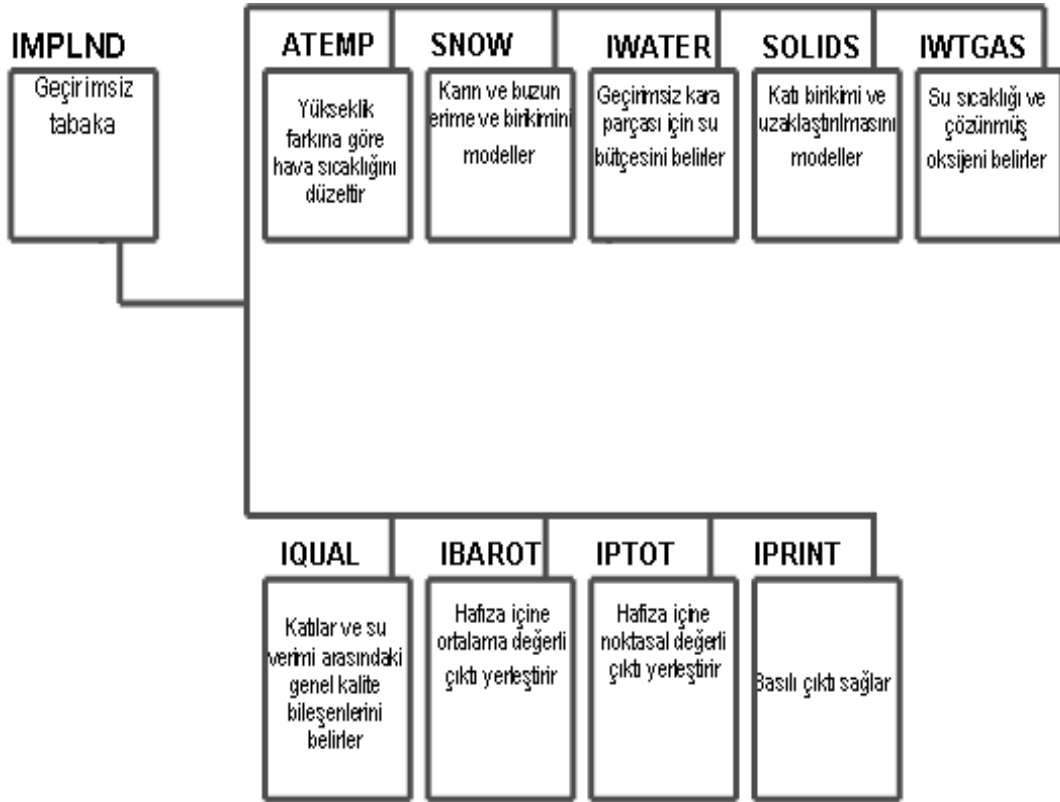 IMPLND
Geçirimsiz
tabaka
ATEMP
Yükseklik
farkına göre
hava sıcaklığını
düzeltir
SNOW
Karın ve buzun
erime ve birikimini
modeller
IWATER
Geçirimsiz kara
parçası için su
bütçesini belirler
SOLIDS
Katı birikimi ve
uzaklaştırılmasını
modeller
IWTGAS
Su sıcaklığı ve
çözünmüş
oksijeni belirler
IQUAL
Katılar ve su
verimi arasındaki
genel kalite
bileşenlerini
belirler
IBAROT
Hafıza içine
ortalama değerli
çıktı yerleştirir
IPTOT
Hafıza içine
noktasal değerli
çıktı yerleştirir
IPRINT
Basılı çıktı sağlar